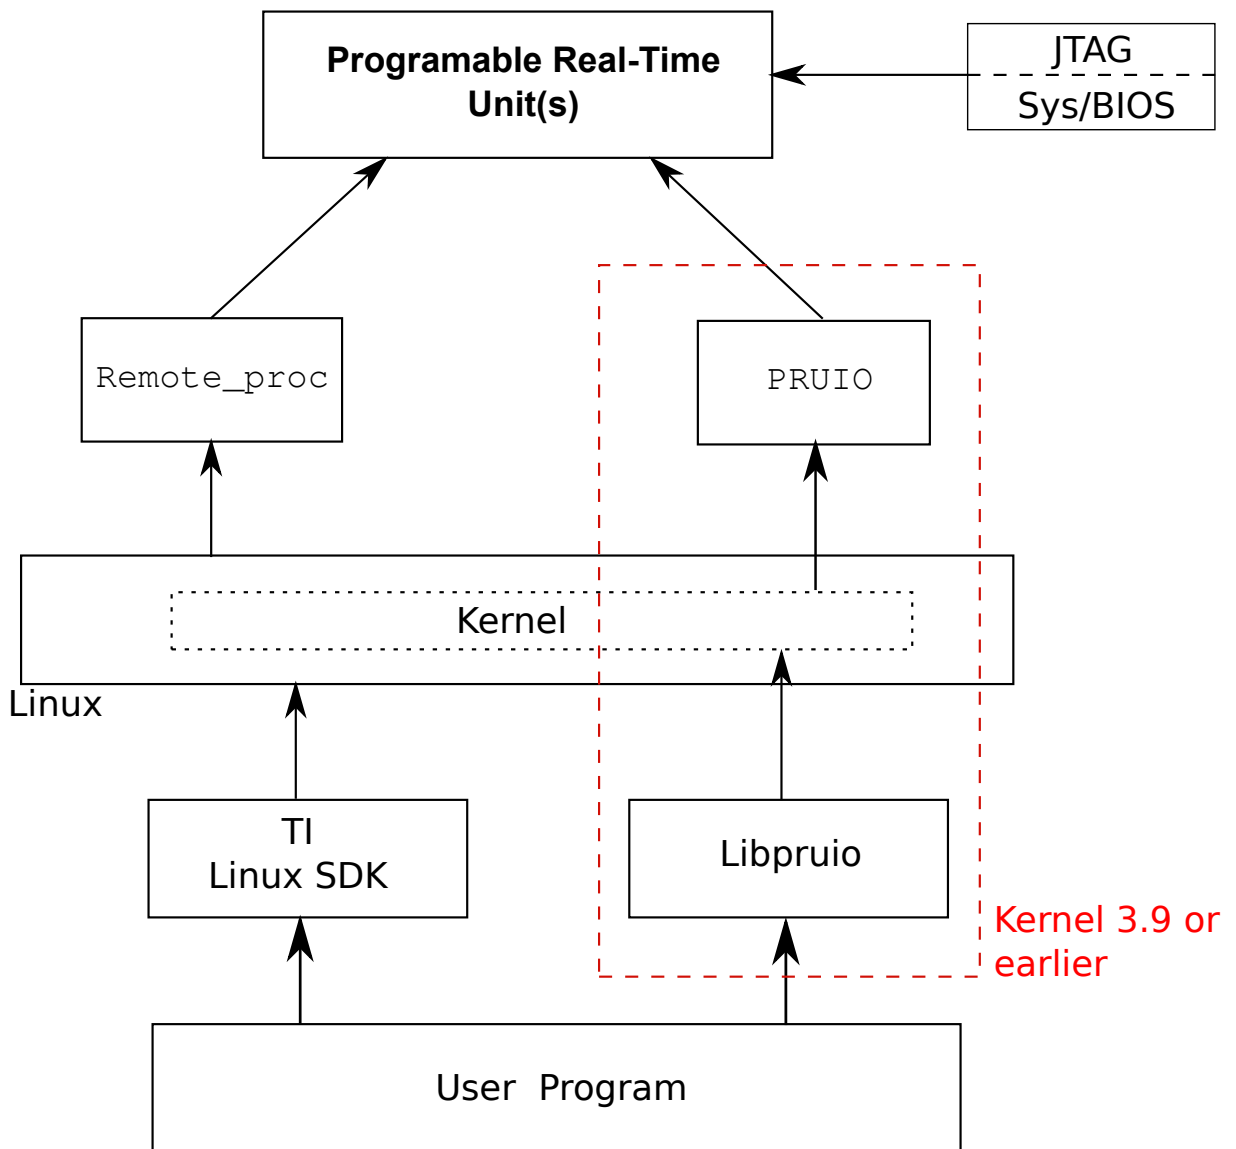 Programable Real-Time
Unit(s)
JTAG
Sys/BIOS
Remote_proc
PRUIO
Kernel
Linux
TI
Linux SDK
Libpruio
Kernel 3.9 or
earlier
User Program